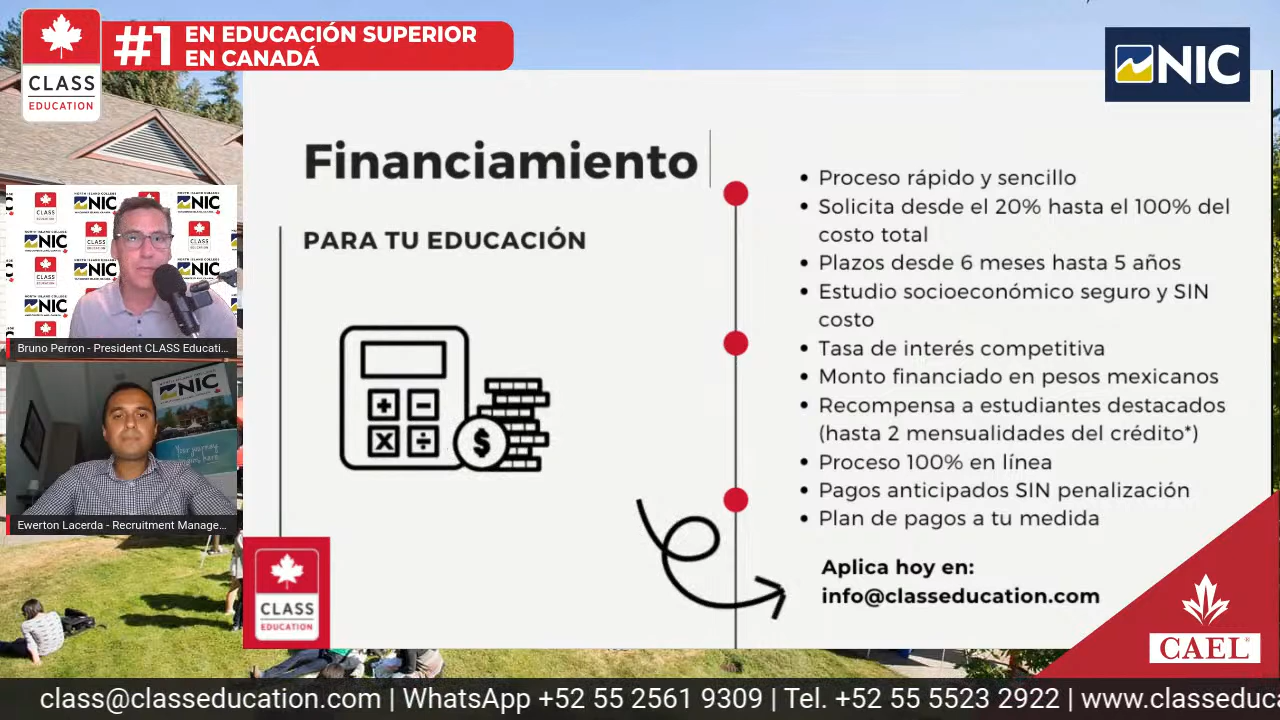 #1 EN EDUCACIÓN SUPERIOR
EN CANADÁ
CLASS
EDUCATION
NIC
Financiamiento
PARA TU EDUCACIÓN
• Proceso rápido y sencillo
• Solicita desde el 20% hasta el 100% del
costo total
• Plazos desde 6 meses hasta 5 años
• Estudio socioeconómico seguro y SIN
costo
• Tasa de interés competitiva
• Monto financiado en pesos mexicanos
• Recompensa a estudiantes destacados
(hasta 2 mensualidades del crédito*)
• Proceso 100% en línea
• Pagos anticipados SIN penalización
• Plan de pagos a tu medida
Aplica hoy en:
info@classeducation.com
Bruno Perron - President CLASS Educati...
NIC
Your journey
begins here
Ewerton Lacerda - Recruitment Manage...
CLASS
EDUCATION
CAEL®
class@classeducation.com | WhatsApp +52 55 2561 9309 | Tel. +52 55 5523 2922 | www.classeduca